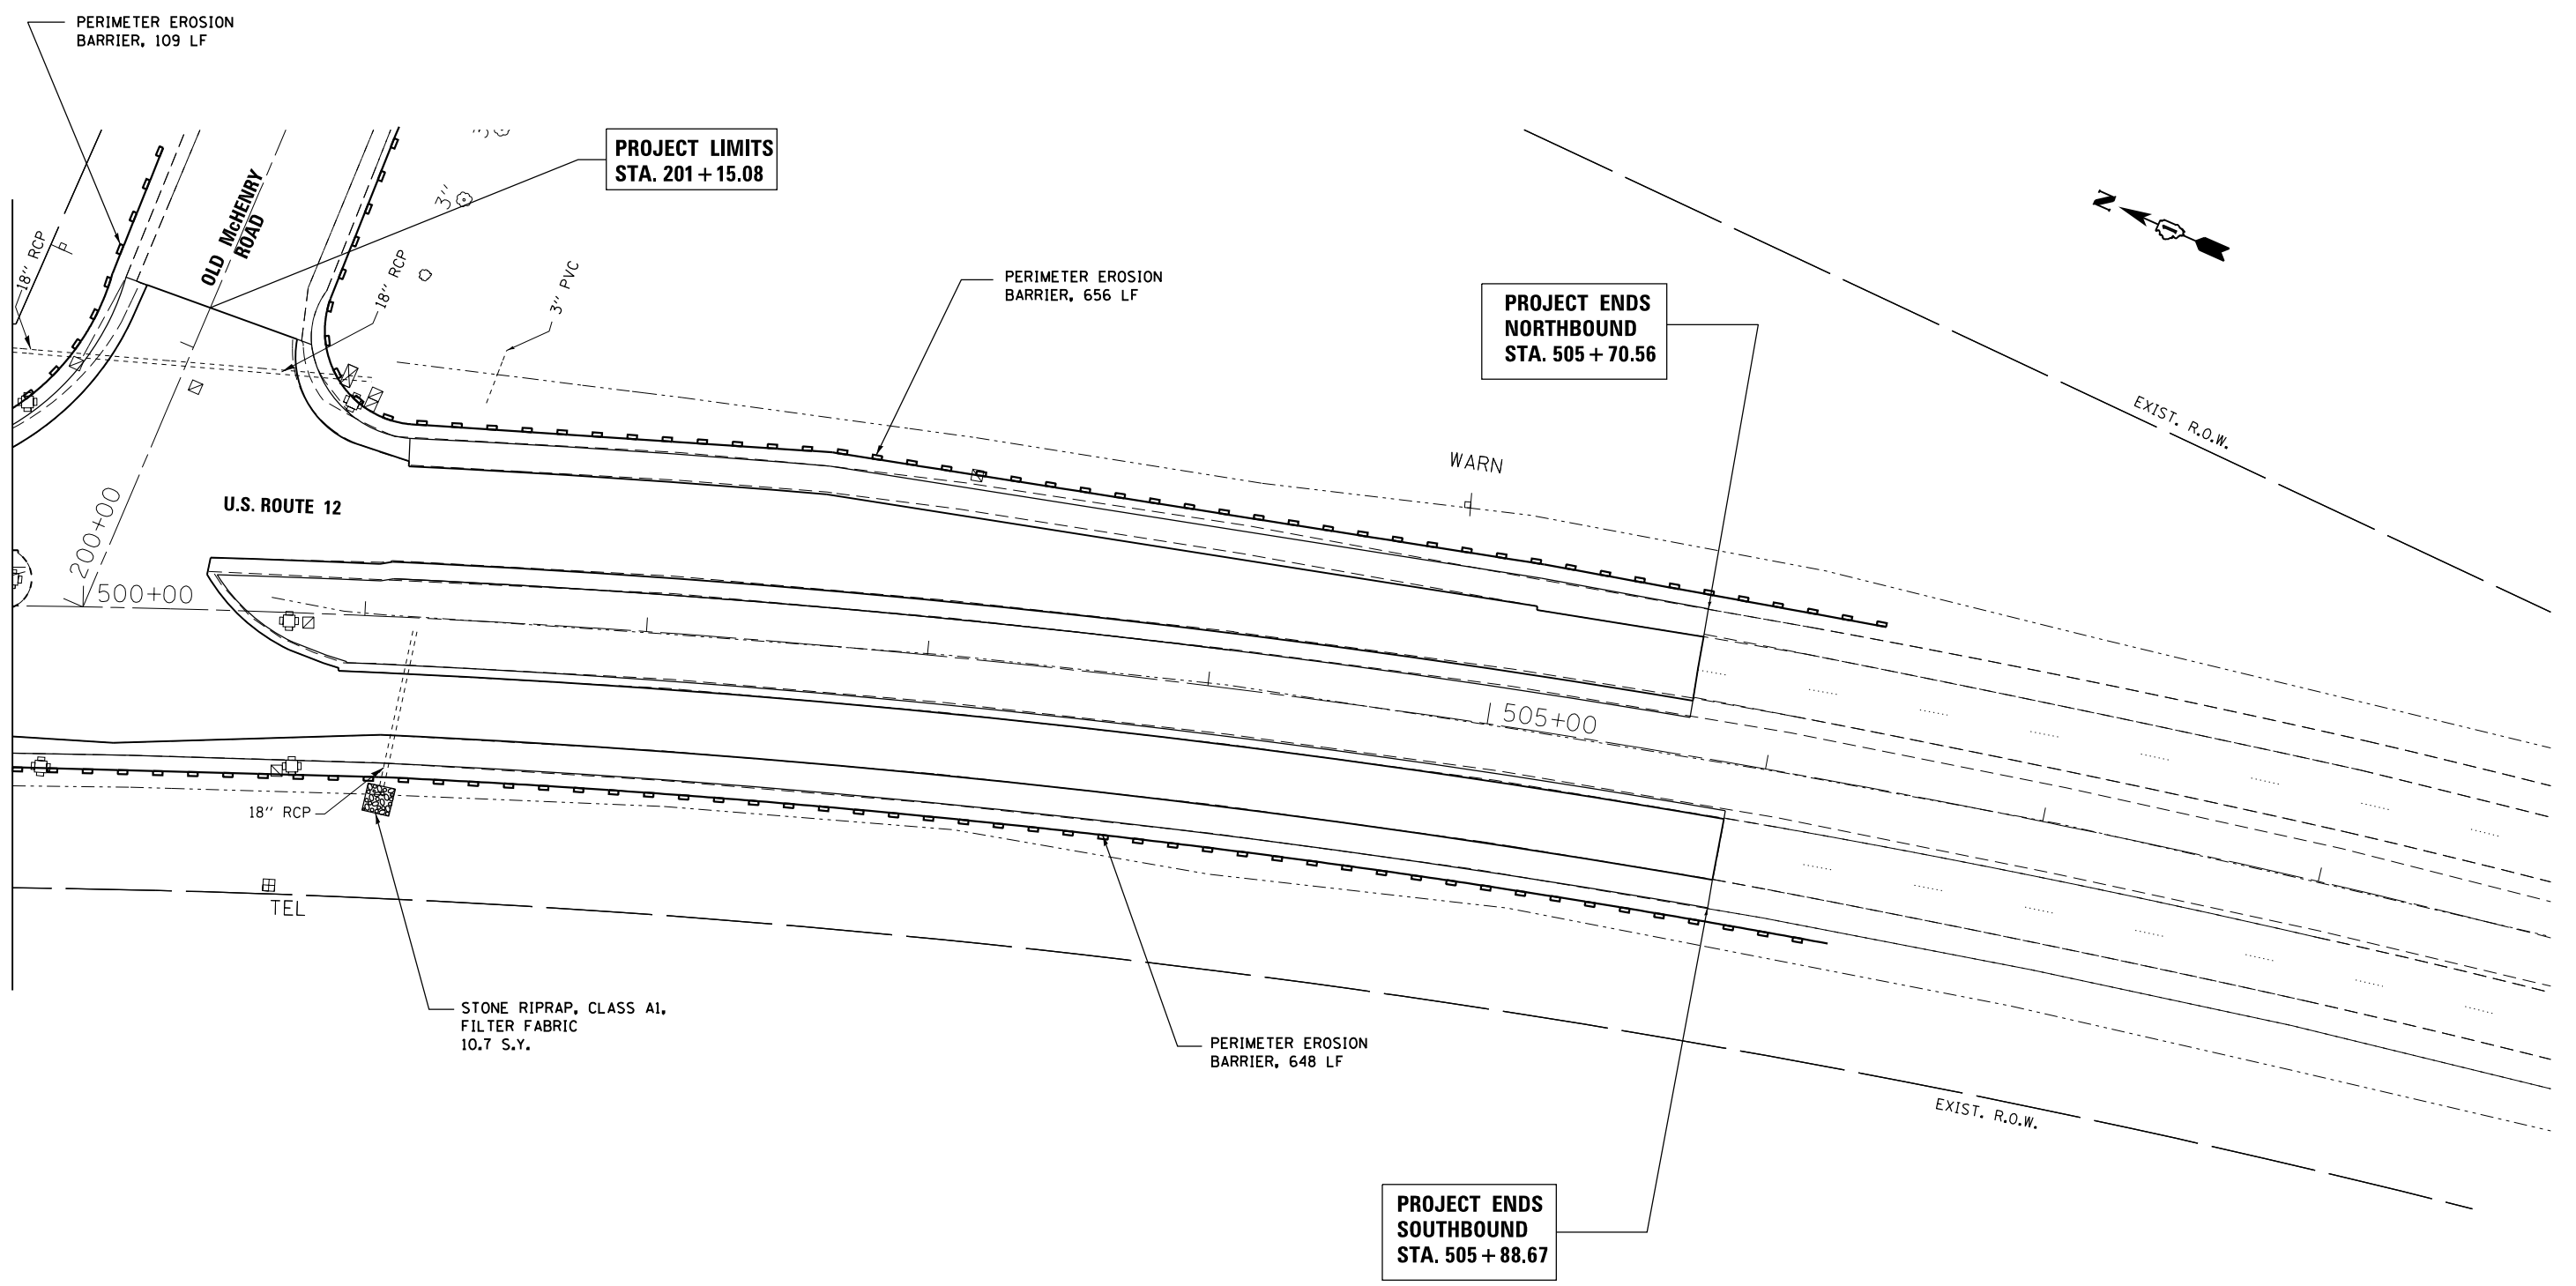 PERIMETER EROSION
BARRIER, 109 LF
PROJECT LIMITS
STA. 201+15.08
OLD McHENRY
ROAD
18" RCP
3"
3"
18" RCP
3" PVC
N
1
PERIMETER EROSION
BARRIER, 656 LF
PROJECT ENDS
NORTHBOUND
STA. 505+70.56
EXIST. R.O.W.
WARN
U.S. ROUTE 12
200+00
500+00
505+00
18" RCP
TEL
STONE RIPRAP, CLASS A1,
FILTER FABRIC
10.7 S.Y.
PERIMETER EROSION
BARRIER, 648 LF
EXIST. R.O.W.
PROJECT ENDS
SOUTHBOUND
STA. 505+88.67